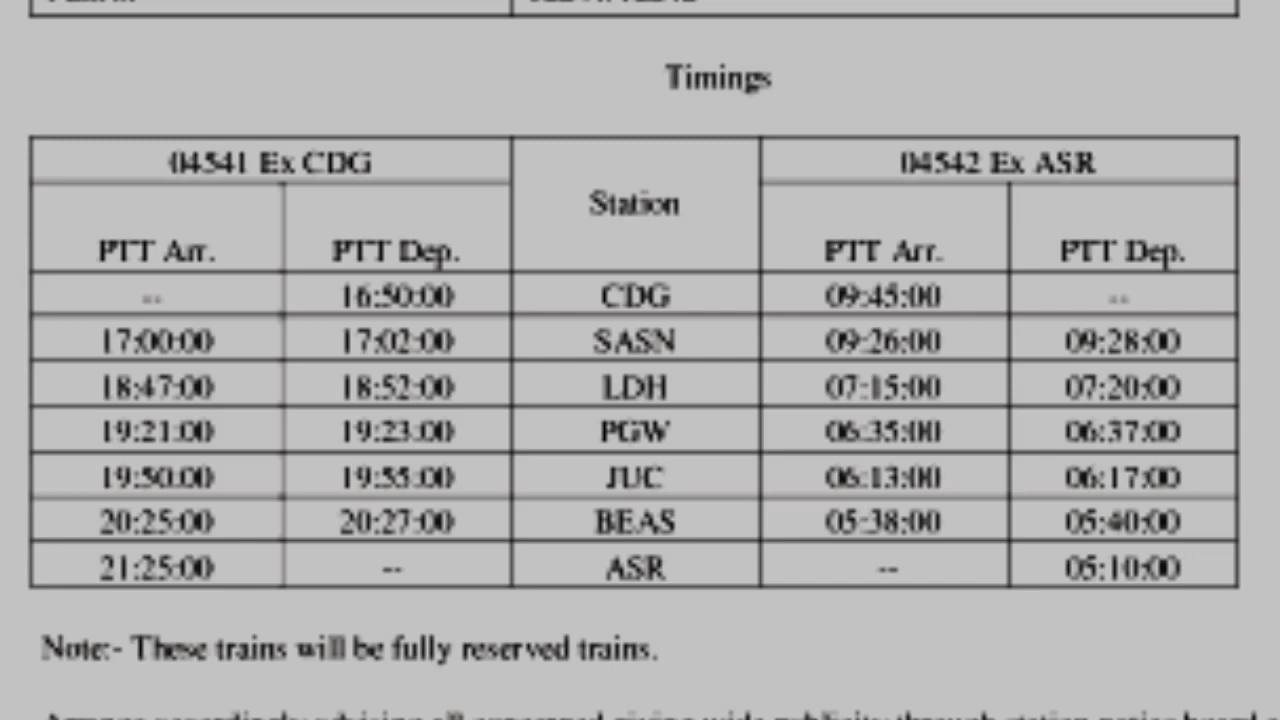 Timings
04541 Ex CDG Station 04542 Ex ASR
PTT Arr. PTT Dep. PTT Arr. PTT Dep.
-- 16:50:00 CDG 09:45:00 --
17:00:00 17:02:00 SASN 09:26:00 09:28:00
18:47:00 18:52:00 LDH 07:15:00 07:20:00
19:21:00 19:23:00 PGW 06:35:00 06:37:00
19:50:00 19:55:00 JUC 06:13:00 06:17:00
20:25:00 20:27:00 BEAS 05:38:00 05:40:00
21:25:00 -- ASR -- 05:10:00
Note:- These trains will be fully reserved trains.